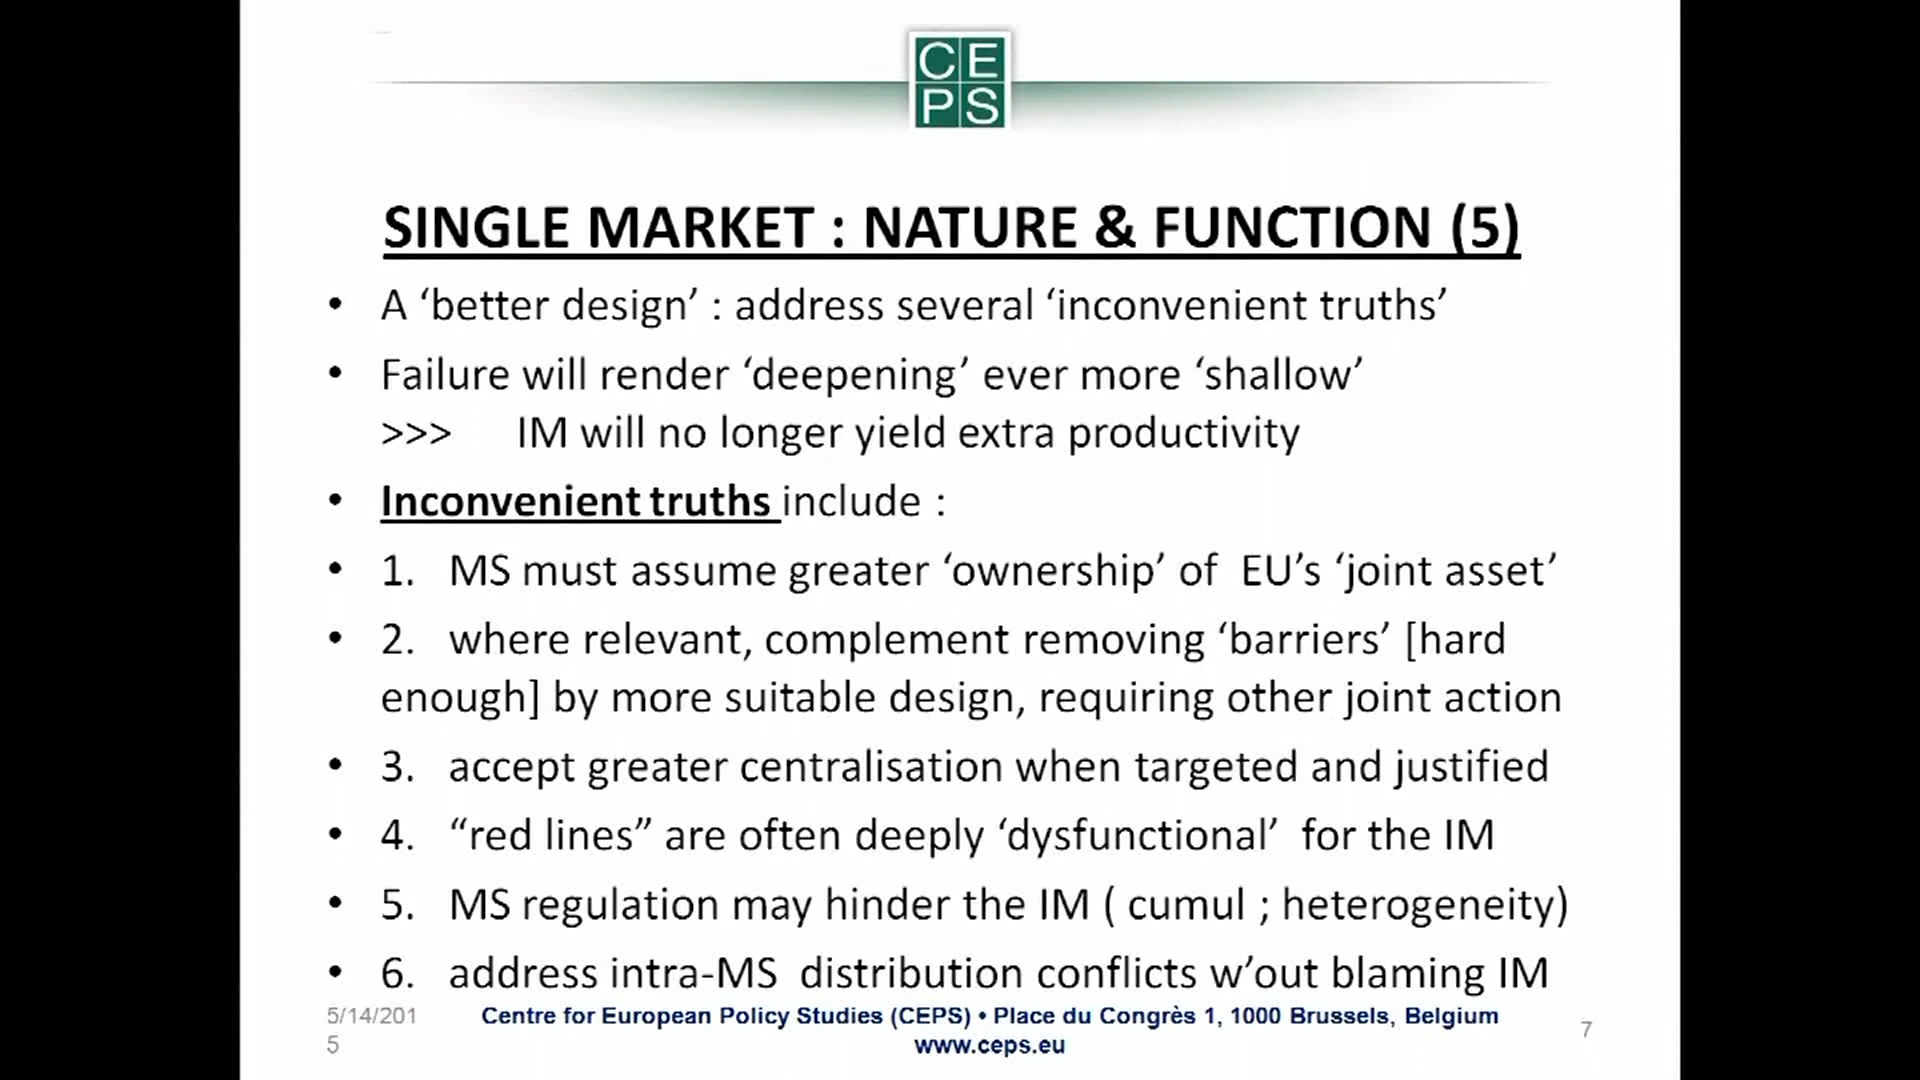 CE
PS
SINGLE MARKET : NATURE & FUNCTION (5)
• A ‘better design’ : address several ‘inconvenient truths’
• Failure will render ‘deepening’ ever more ‘shallow’
>>> IM will no longer yield extra productivity
• Inconvenient truths include :
• 1. MS must assume greater ‘ownership’ of EU’s ‘joint asset’
• 2. where relevant, complement removing ‘barriers’ [hard
enough] by more suitable design, requiring other joint action
• 3. accept greater centralisation when targeted and justified
• 4. “red lines” are often deeply ‘dysfunctional’ for the IM
• 5. MS regulation may hinder the IM ( cumul ; heterogeneity)
• 6. address intra-MS distribution conflicts w’out blaming IM
5/14/201
5
Centre for European Policy Studies (CEPS) • Place du Congrès 1, 1000 Brussels, Belgium
www.ceps.eu
7